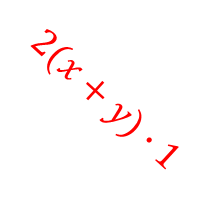 2(x + y) · 1